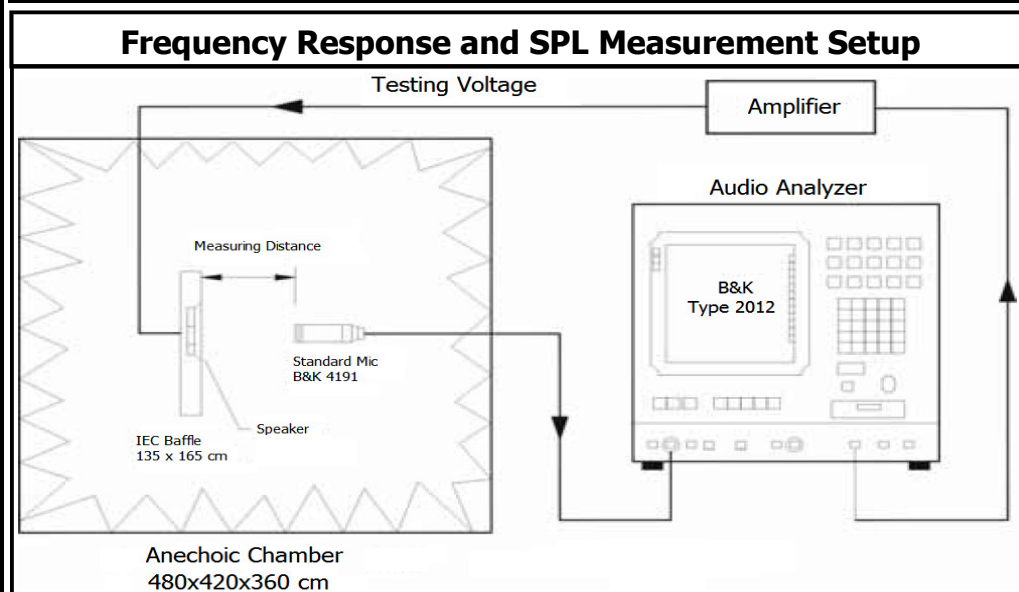 Frequency Response and SPL Measurement Setup
Testing Voltage
Amplifier
Audio Analyzer
Measuring Distance
B&K
Type 2012
Standard Mic
B&K 4191
Speaker
IEC Baffle
135 x 165 cm
Anechoic Chamber
480x420x360 cm